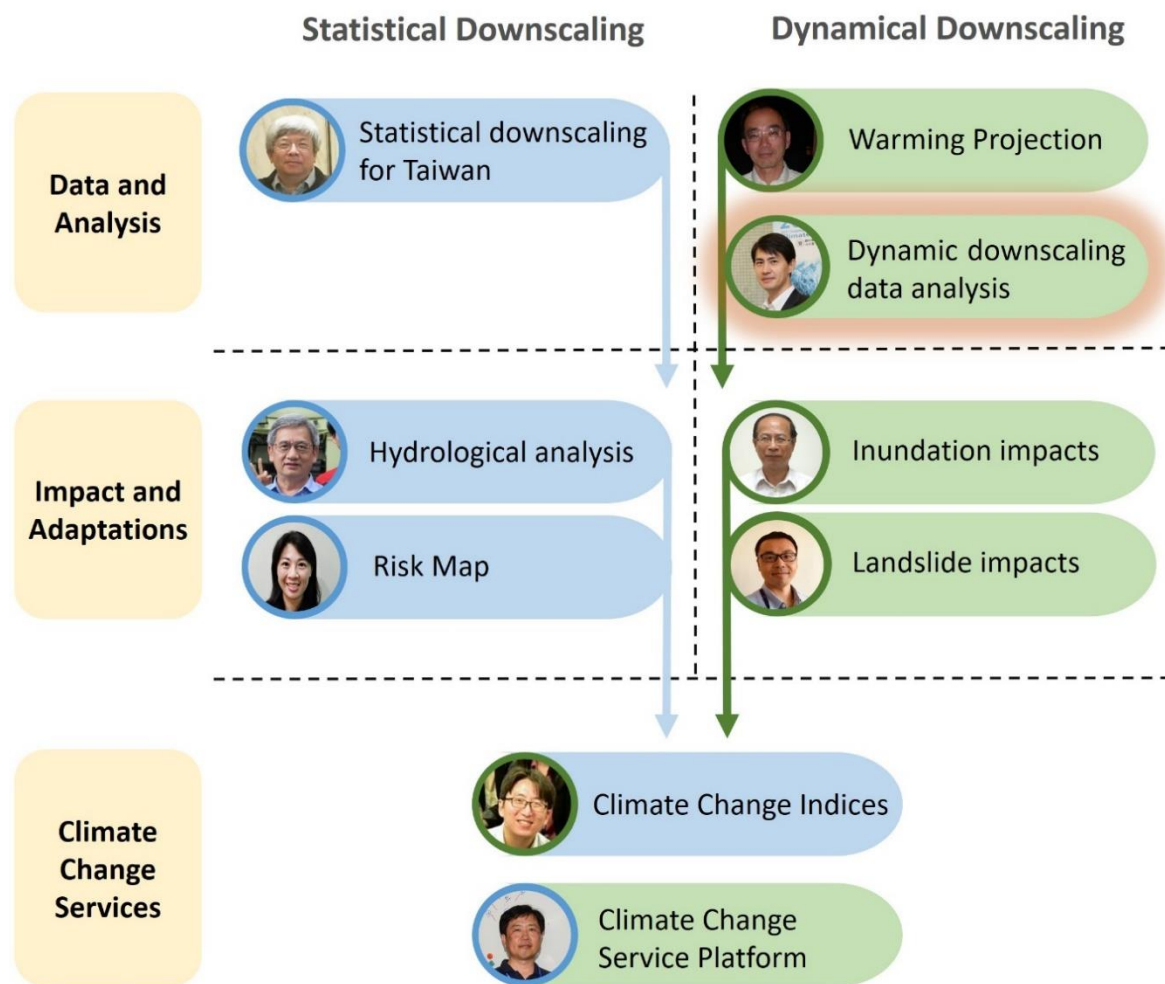 Statistical Downscaling
Dynamical Downscaling
Data and
Analysis
Statistical downscaling
for Taiwan
Warming Projection
Dynamic downscaling
data analysis
Impact and
Adaptations
Hydrological analysis
Risk Map
Inundation impacts
Landslide impacts
Climate
Change
Services
Climate Change Indices
Climate Change
Service Platform